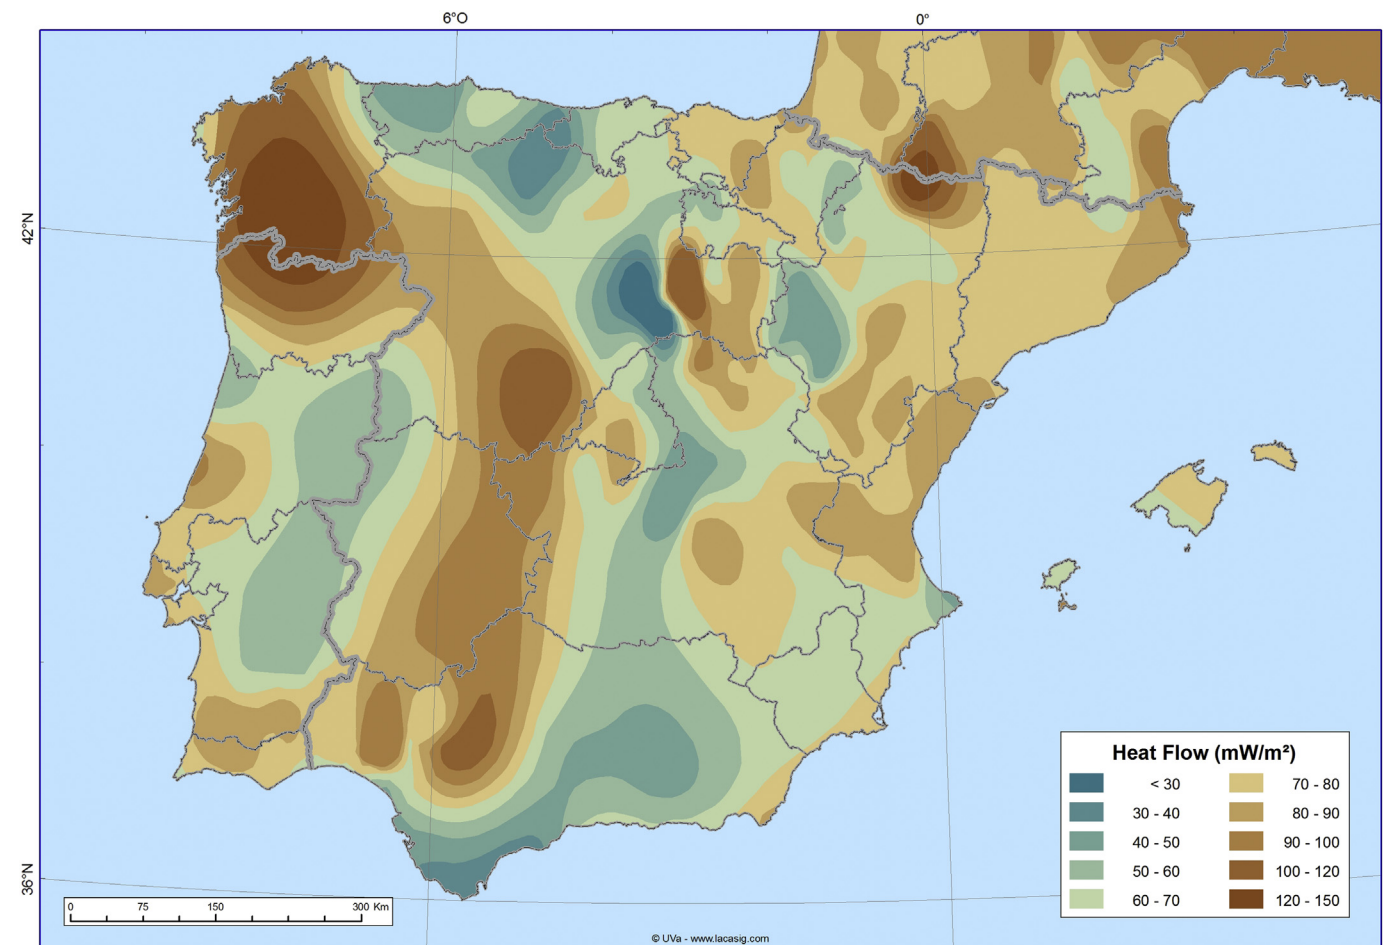 6°O
0°
42°N
36°N
Heat Flow (mW/m²)
< 30
70 - 80
30 - 40
80 - 90
40 - 50
90 - 100
50 - 60
100 - 120
60 - 70
120 - 150
0 75 150 300 Km
© UVa - www.lacasig.com